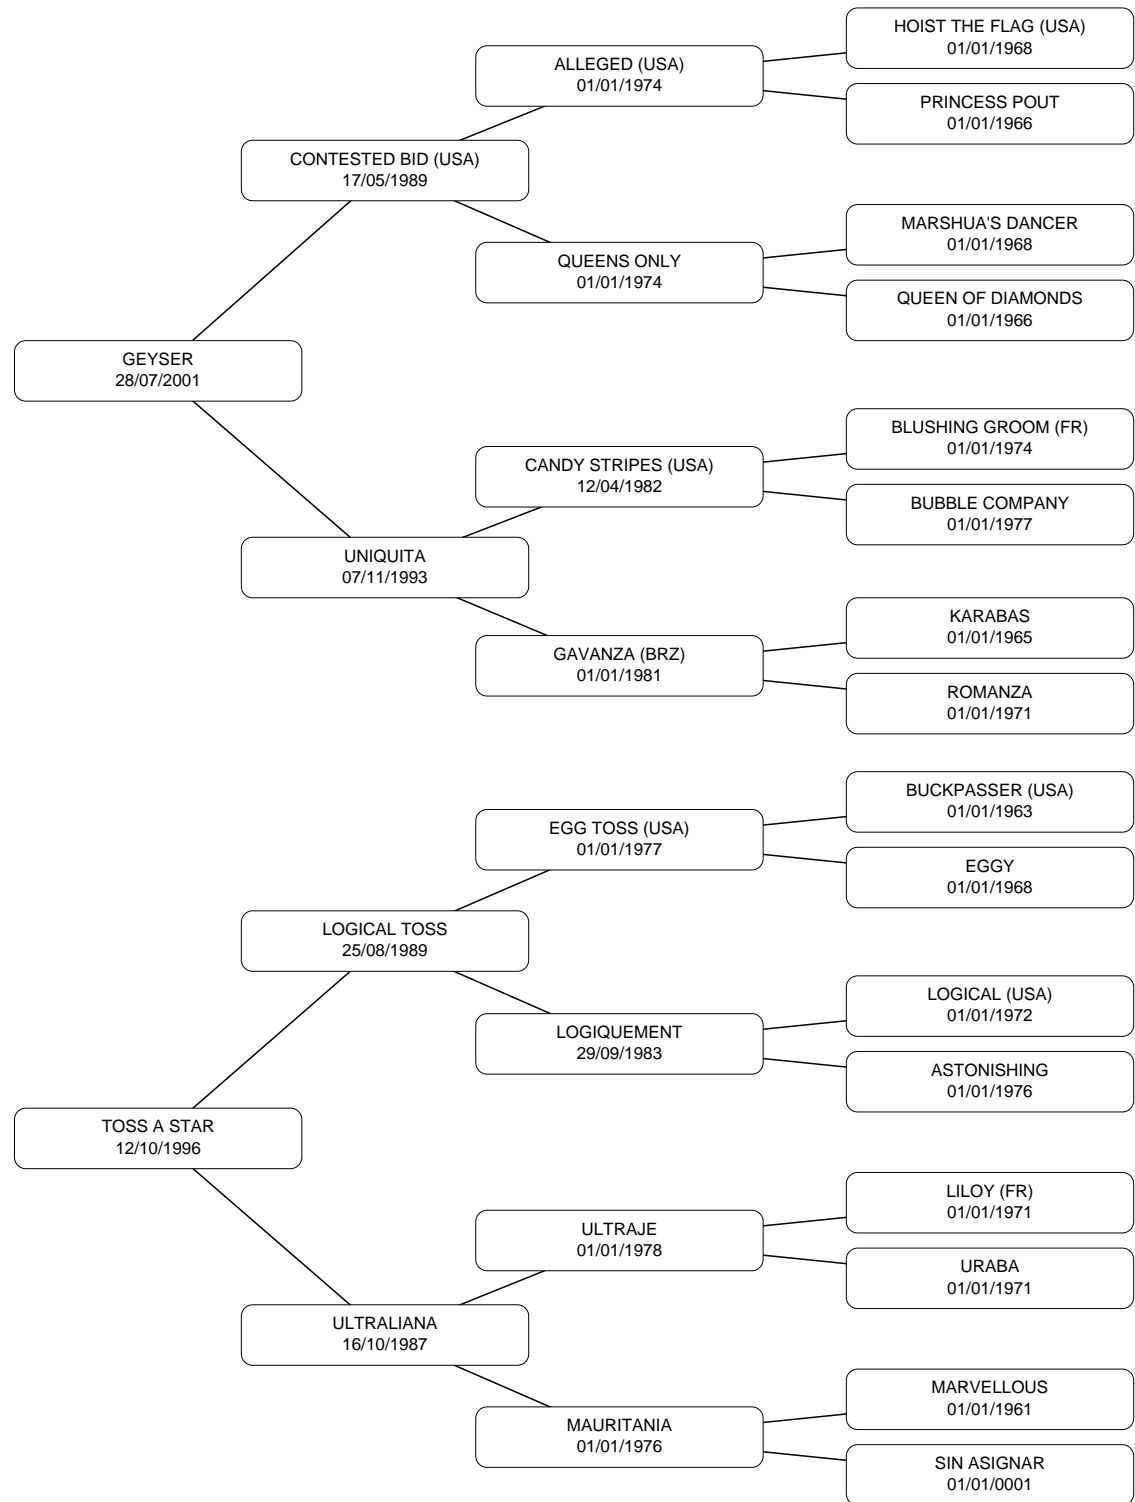 HOIST THE FLAG (USA)
01/01/1968
ALLEGED (USA)
01/01/1974
PRINCESS POUT
01/01/1966
CONTESTED BID (USA)
17/05/1989
MARSHUA'S DANCER
01/01/1968
QUEENS ONLY
01/01/1974
QUEEN OF DIAMONDS
01/01/1966
GEYSER
28/07/2001
BLUSHING GROOM (FR)
01/01/1974
CANDY STRIPES (USA)
12/04/1982
BUBBLE COMPANY
01/01/1977
UNIQUITA
07/11/1993
KARABAS
01/01/1965
GAVANZA (BRZ)
01/01/1981
ROMANZA
01/01/1971
BUCKPASSER (USA)
01/01/1963
EGG TOSS (USA)
01/01/1977
EGGY
01/01/1968
LOGICAL TOSS
25/08/1989
LOGICAL (USA)
01/01/1972
LOGIQUEMENT
29/09/1983
ASTONISHING
01/01/1976
TOSS A STAR
12/10/1996
LILOY (FR)
01/01/1971
ULTRAJE
01/01/1978
URABA
01/01/1971
ULTRALIANA
16/10/1987
MARVELLOUS
01/01/1961
MAURITANIA
01/01/1976
SIN ASIGNAR
01/01/0001